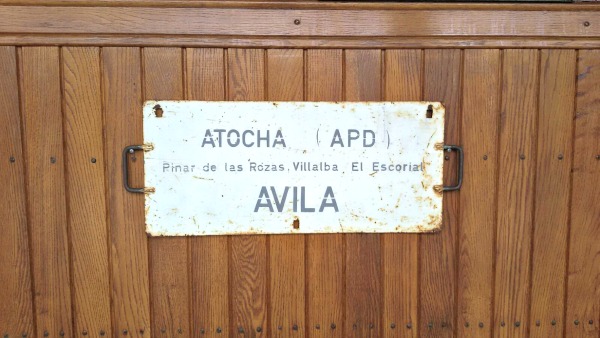 ATOCHA (APD)
Pinar de las Rozas, Villalba, El Escorial
AVILA